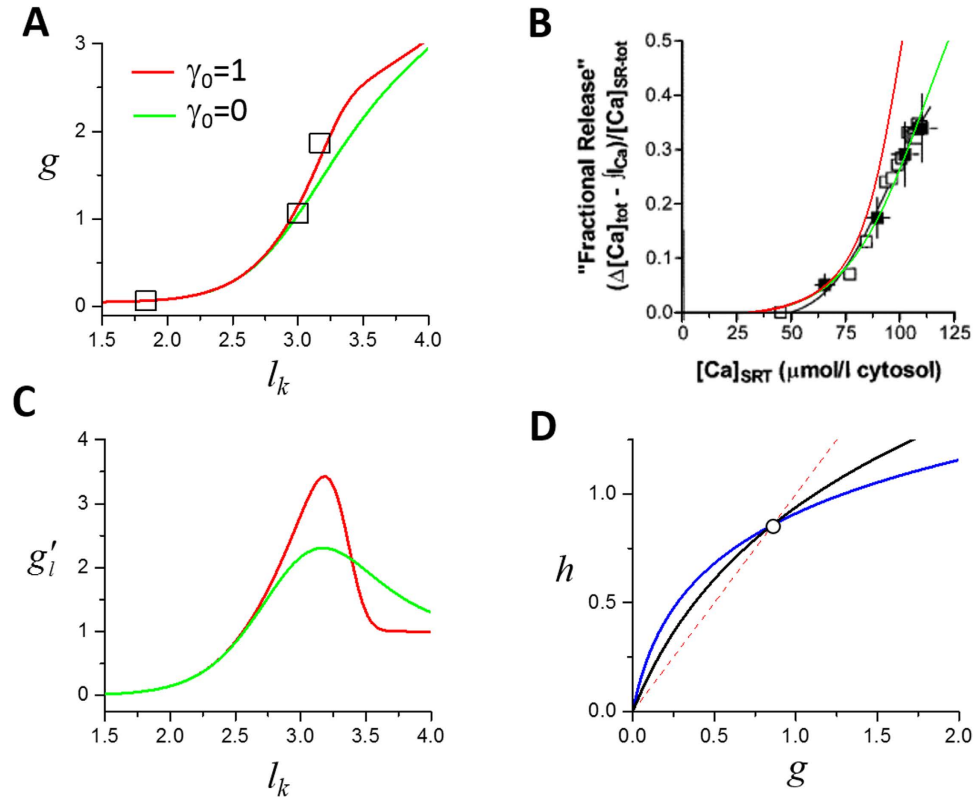 A
3
2
1
0
g
γ₀=1
γ₀=0
1.5 2.0 2.5 3.0 3.5 4.0
l_k
B
0.5
0.4
0.3
0.2
0.1
0.0
"Fractional Release"
(Δ[Ca]tot - ∫ICa)/[Ca]SR-tot
0 25 50 75 100 125
[Ca]SRT (μmol/l cytosol)
C
4
3
2
1
0
g′_l
1.5 2.0 2.5 3.0 3.5 4.0
l_k
D
1.0
0.5
0.0
h
0.0 0.5 1.0 1.5 2.0
g